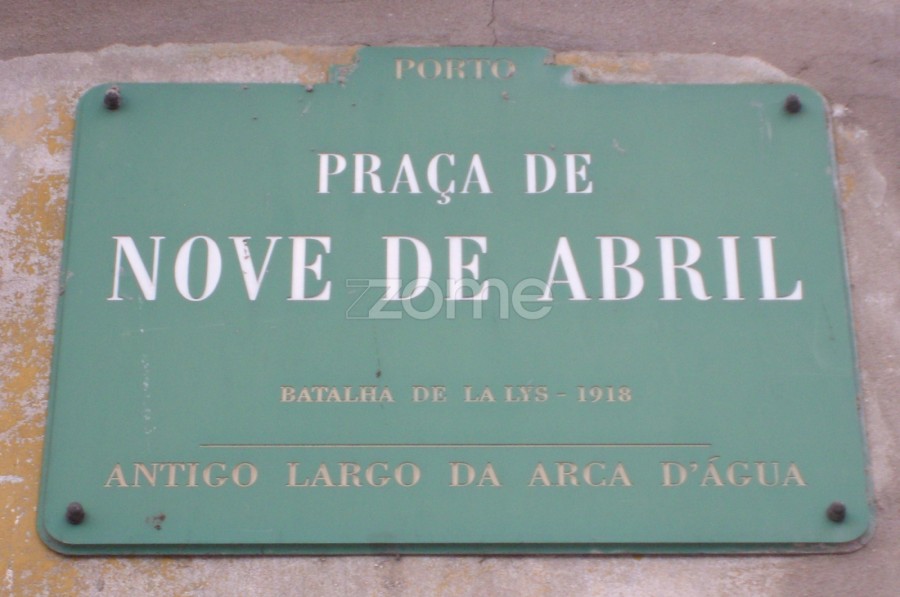 PORTO
PRAÇA DE
NOVE DE ABRIL
zome
BATALHA DE LA LYS - 1918
ANTIGO LARGO DA ARCA D'ÁGUA